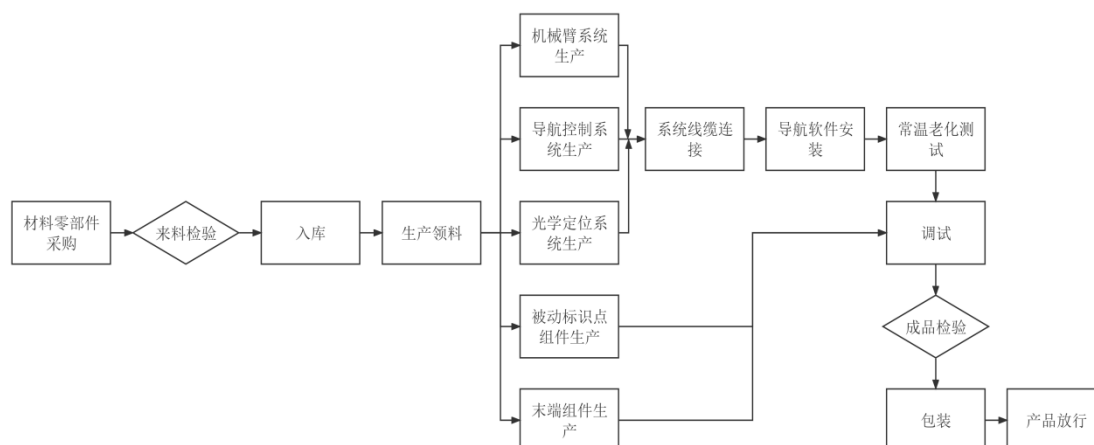 机械臂系统
生产
导航控制系
统生产
系统线缆连
接
导航软件安
装
常温老化测
试
材料零部件
采购
来料检验
入库
生产领料
光学定位系
统生产
调试
被动标识点
组件生产
成品检验
末端组件生
产
包装
产品放行